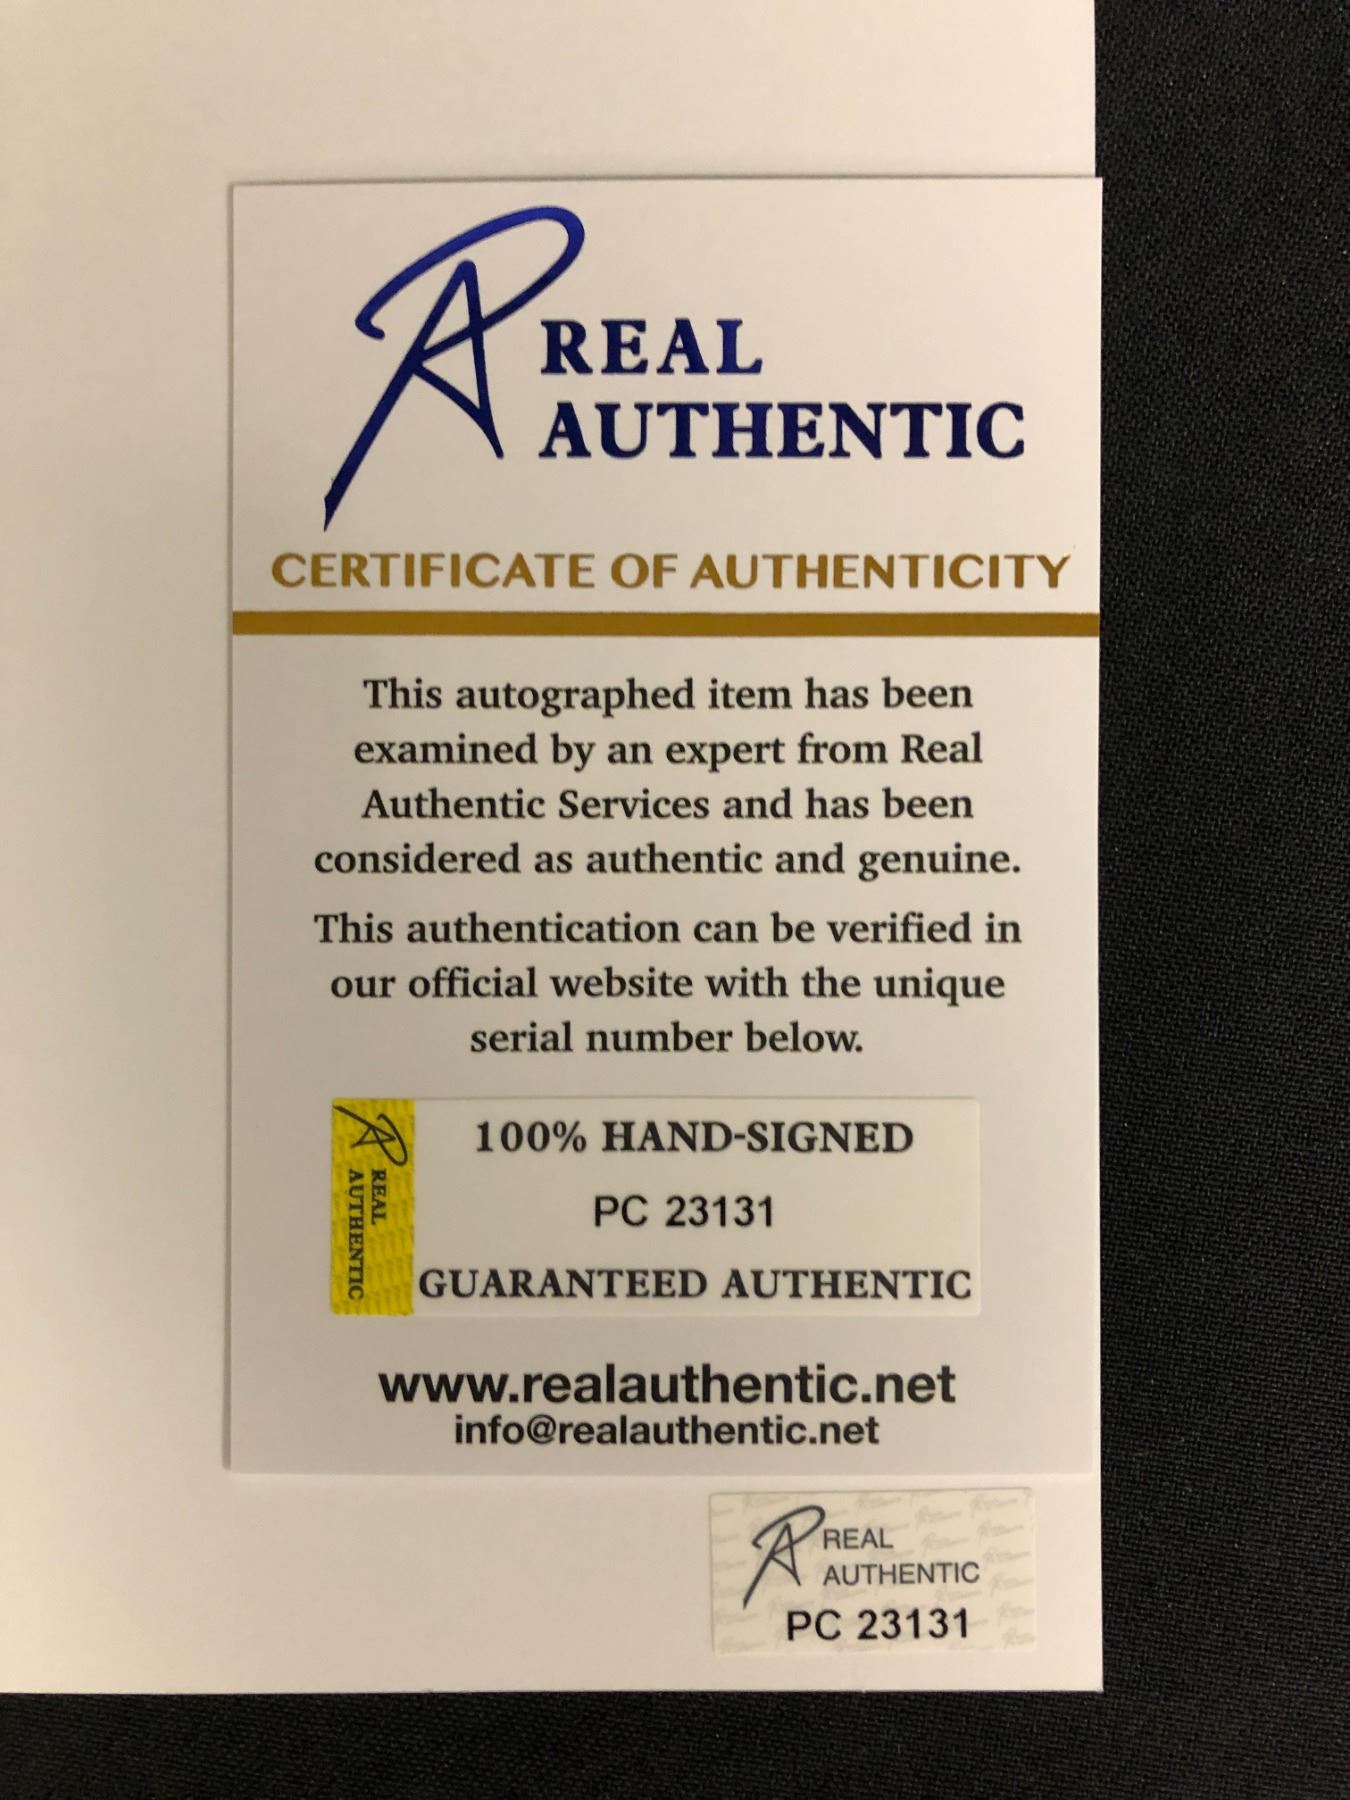 REAL
AUTHENTIC
CERTIFICATE OF AUTHENTICITY
This autographed item has been
examined by an expert from Real
Authentic Services and has been
considered as authentic and genuine.
This authentication can be verified in
our official website with the unique
serial number below.
REAL
AUTHENTIC
100% HAND-SIGNED
PC 23131
GUARANTEED AUTHENTIC
www.realauthentic.net
info@realauthentic.net
REAL
AUTHENTIC
PC 23131